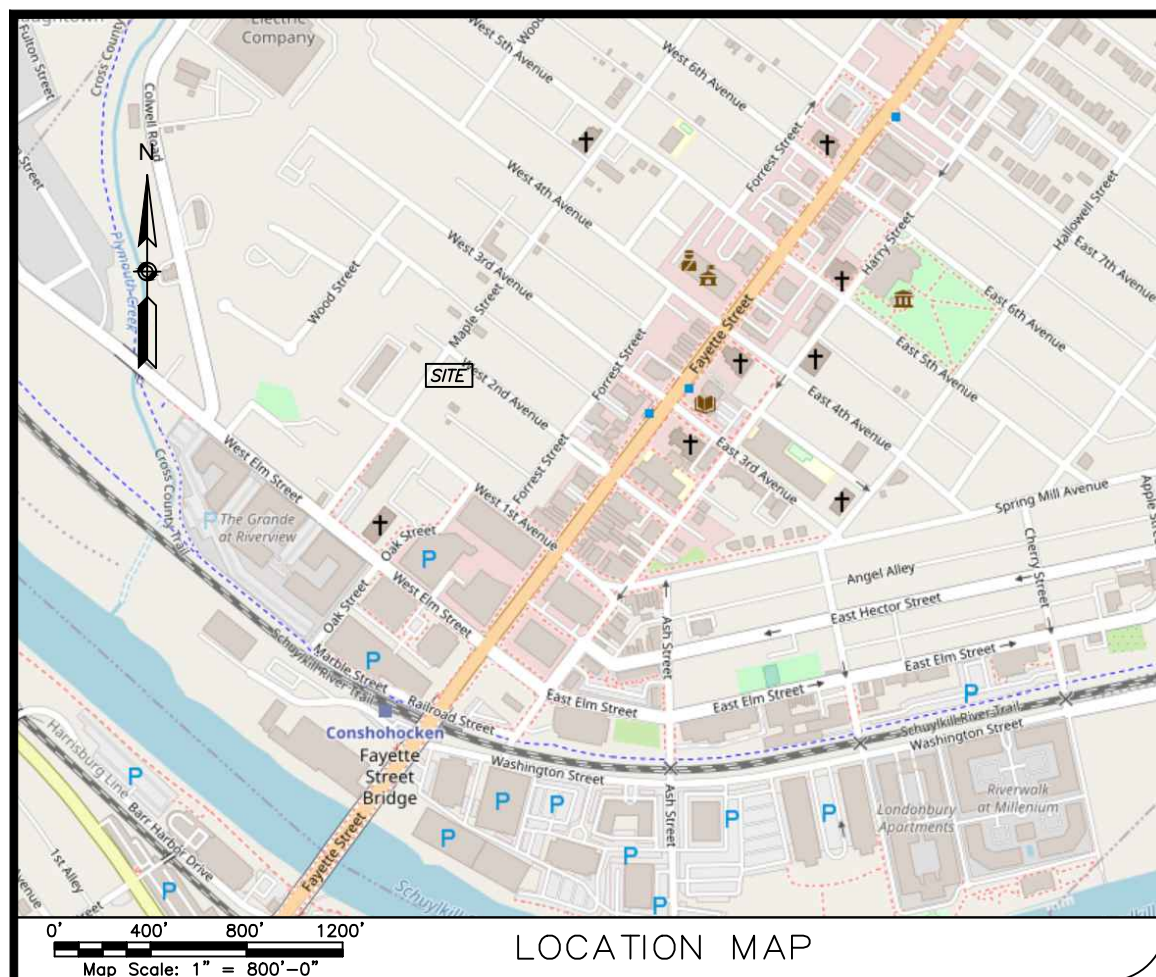 Electric
Company
Fulton Street
Cross County
Colwell Road
West 5th Avenue
West 6th Avenue
Forrest Street
N
Plymouth Creek
Wood Street
West 4th Avenue
West 3rd Avenue
Maple Street
Harry Street
Hallowell Street
East 7th Avenue
East 6th Avenue
East 5th Avenue
Fayette Street
Forrest Street
SITE
West 2nd Avenue
East 4th Avenue
East 3rd Avenue
Forrest Street
West Elm Street
Cross County Trail
P
The Grande
at Riverview
West 1st Avenue
Oak Street
P
Spring Mill Avenue
Apple Street
Cherry Street
Angel Alley
East Hector Street
Ash Street
Oak Street
West Elm Street
Marble Street
P
Schuylkill River Trail
Railroad Street
East Elm Street
East Elm Street
East Elm Street
P
Schuylkill River Trail
Washington Street
Conshohocken
Fayette
Street
Bridge
Washington Street
Harrisburg Line
P
Barr Harbor Drive
P
P
P
P
P
P
P
P
Ash Street
Londonbury
Apartments
Riverwalk
at Millenium
1st Alley
Avenue
Fayette Street
Schuylkill
0' 400' 800' 1200'
Map Scale: 1" = 800'-0"
LOCATION MAP